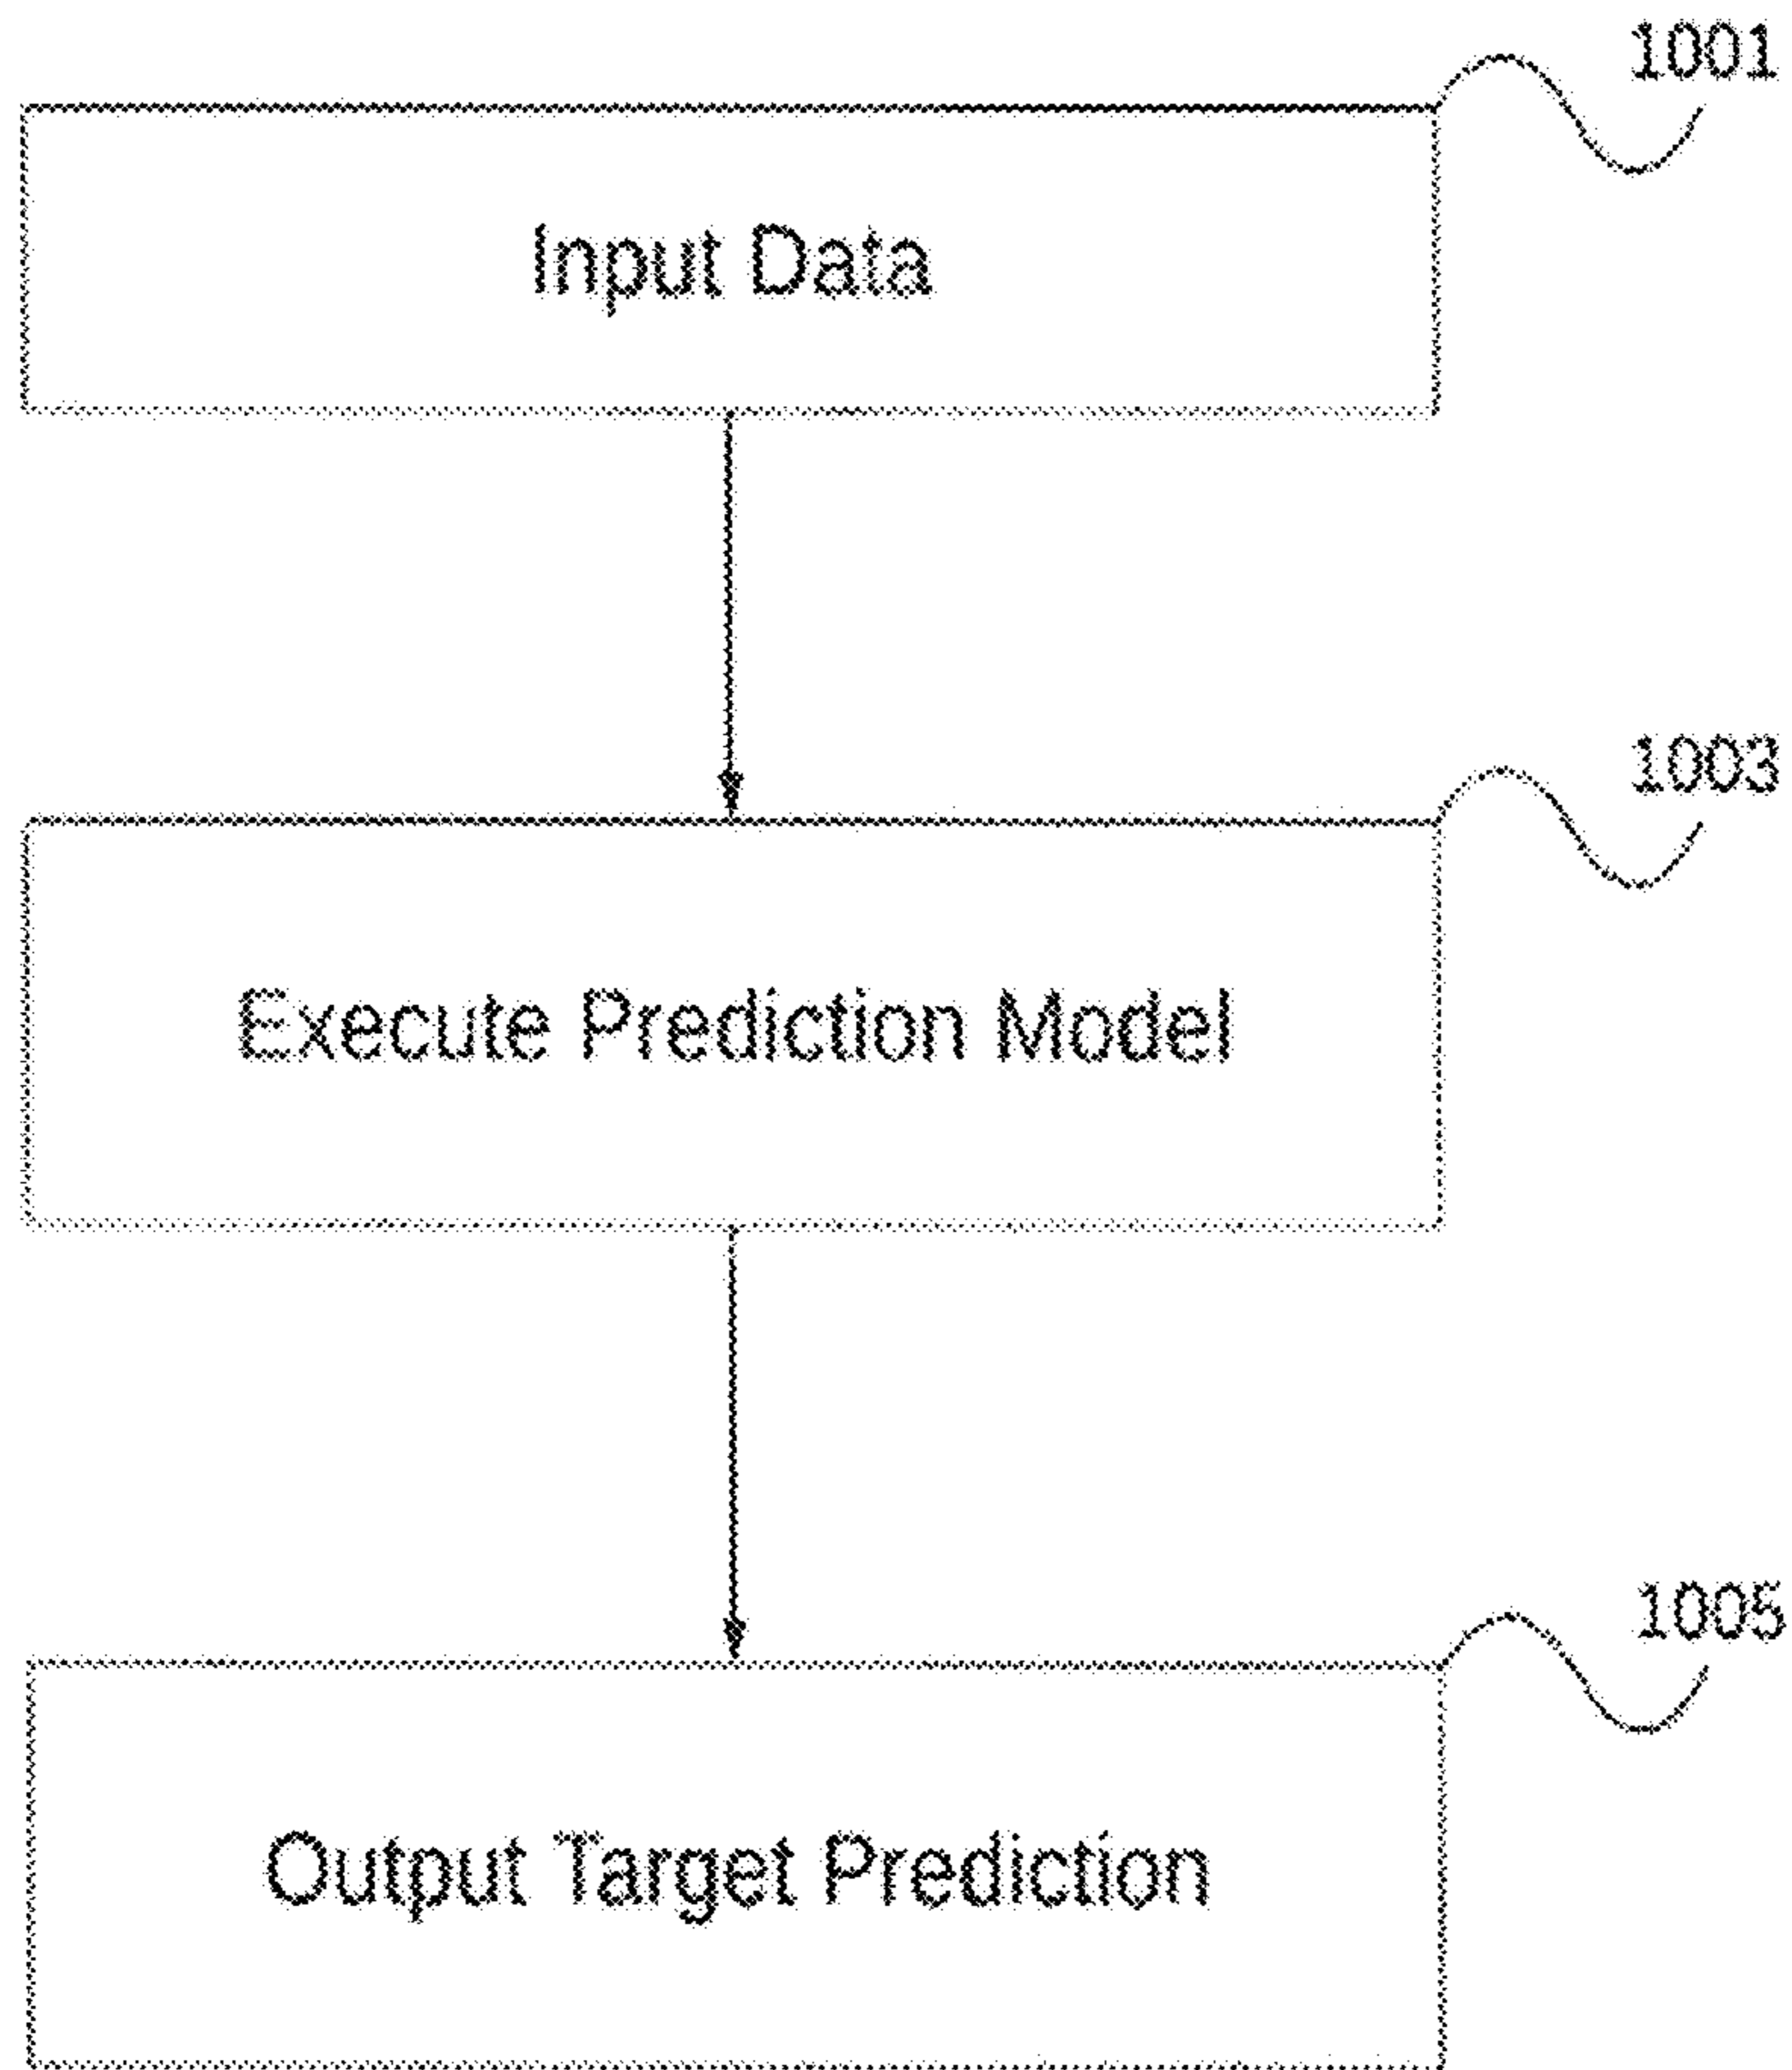 1001
Input Data
1003
Execute Prediction Model
1005
Output Target Prediction